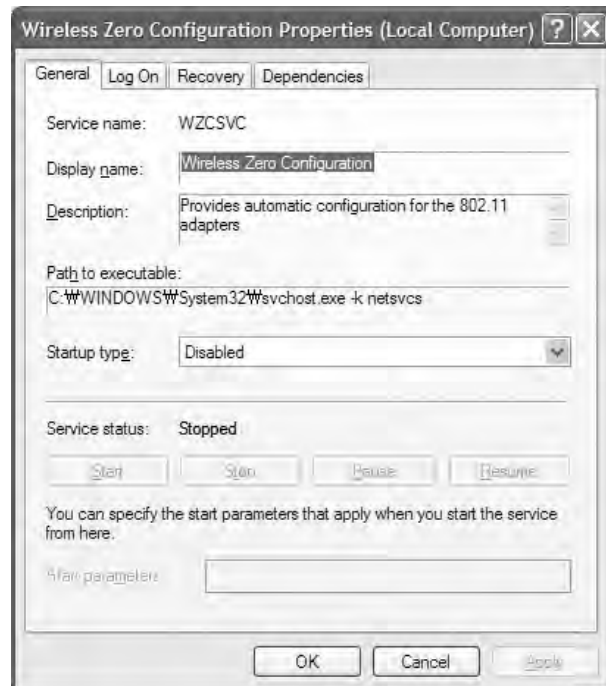 Wireless Zero Configuration Properties (Local Computer)
General Log On Recovery Dependencies
Service name: WZCSVC
Display name: Wireless Zero Configuration
Description: Provides automatic configuration for the 802.11
adapters
Path to executable:
C:₩WINDOWS₩System32₩svchost.exe -k netsvcs
Startup type: Disabled
Service status: Stopped
Start Stop Pause Resume
You can specify the start parameters that apply when you start the service
from here.
Start parameters:
OK Cancel Apply